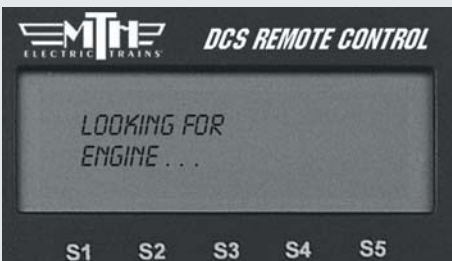 MTH DCS REMOTE CONTROL
ELECTRIC TRAINS
LOOKING FOR
ENGINE . . .
S1 S2 S3 S4 S5